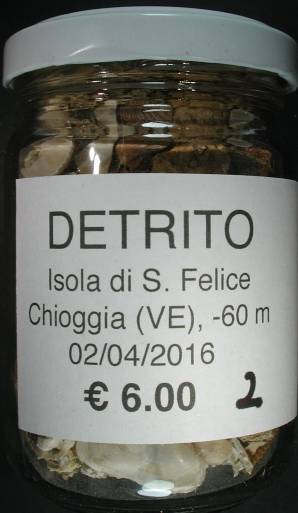 DETRITO
Isola di S. Felice
Chioggia (VE), -60 m
02/04/2016
€ 6.00 2